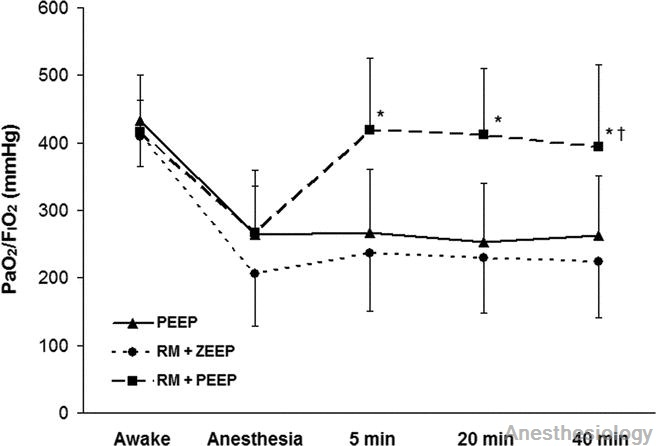 600
500
400
300
200
100
0
PaO2/FIO2 (mmHg)
*
*
* †
PEEP
RM + ZEEP
RM + PEEP
Awake
Anesthesia
5 min
20 min
40 min
Anesthesiology